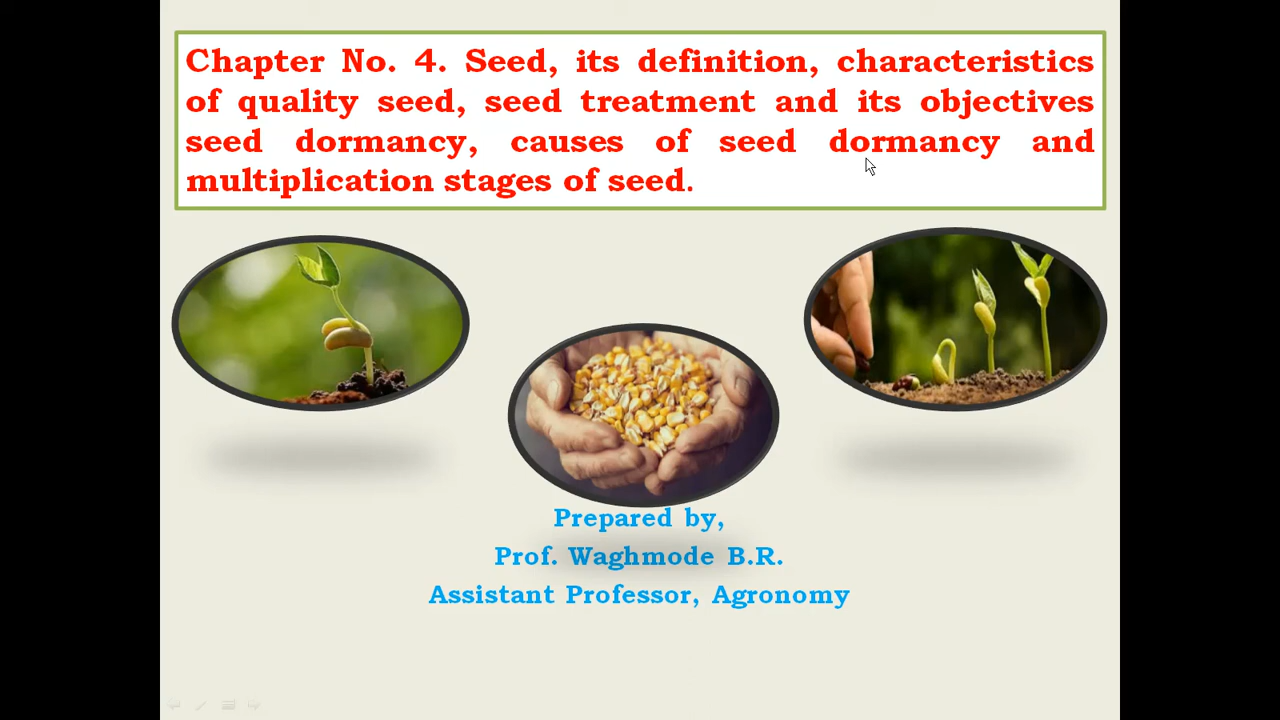 Chapter No. 4. Seed, its definition, characteristics
of quality seed, seed treatment and its objectives
seed dormancy, causes of seed dormancy and
multiplication stages of seed.
Prepared by,
Prof. Waghmode B.R.
Assistant Professor, Agronomy